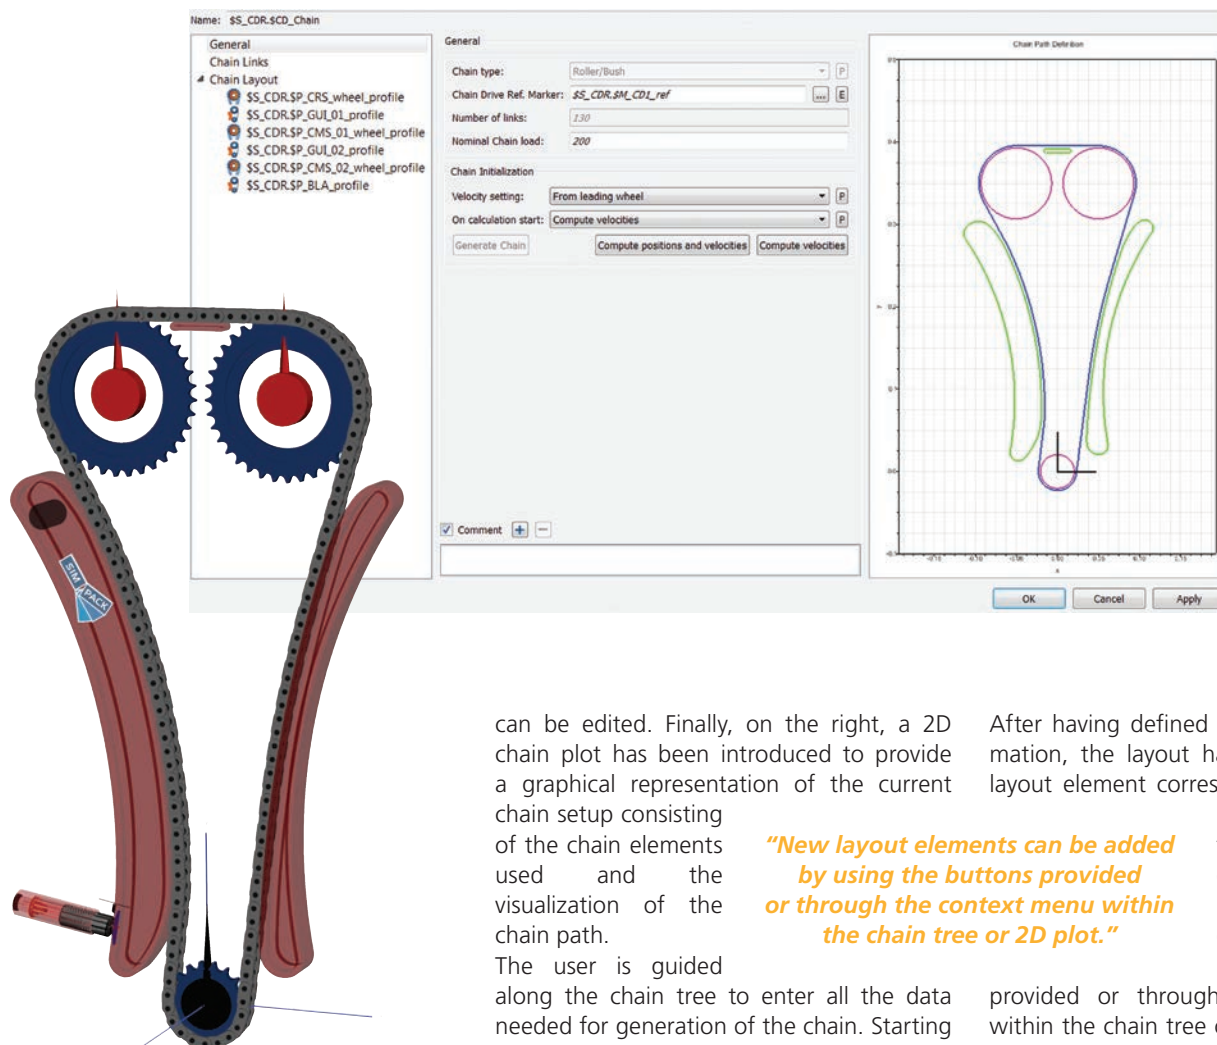 Name: $S_CDR.$CD_Chain
General
Chain Links
Chain Layout
$S_CDR.$P_CRS_wheel_profile
$S_CDR.$P_GUI_01_profile
$S_CDR.$P_CMS_01_wheel_profile
$S_CDR.$P_GUI_02_profile
$S_CDR.$P_CMS_02_wheel_profile
$S_CDR.$P_BLA_profile
General
Chain type: Roller/Bush P
Chain Drive Ref. Marker: $S_CDR.$M_CD1_ref ... E
Number of links: 130
Nominal Chain load: 200
Chain Initialization
Velocity setting: From leading wheel P
On calculation start: Compute velocities P
Generate Chain Compute positions and velocities Compute velocities
Comment
Chain Path Definition
OK Cancel Apply
SIM
PACK
can be edited. Finally, on the right, a 2D
chain plot has been introduced to provide
a graphical representation of the current
chain setup consisting
of the chain elements
used and the
visualization of the
chain path.
The user is guided
along the chain tree to enter all the data
needed for generation of the chain. Starting
“New layout elements can be added
by using the buttons provided
or through the context menu within
the chain tree or 2D plot.”
After having defined
mation, the layout ha
layout element corres
provided or through
within the chain tree